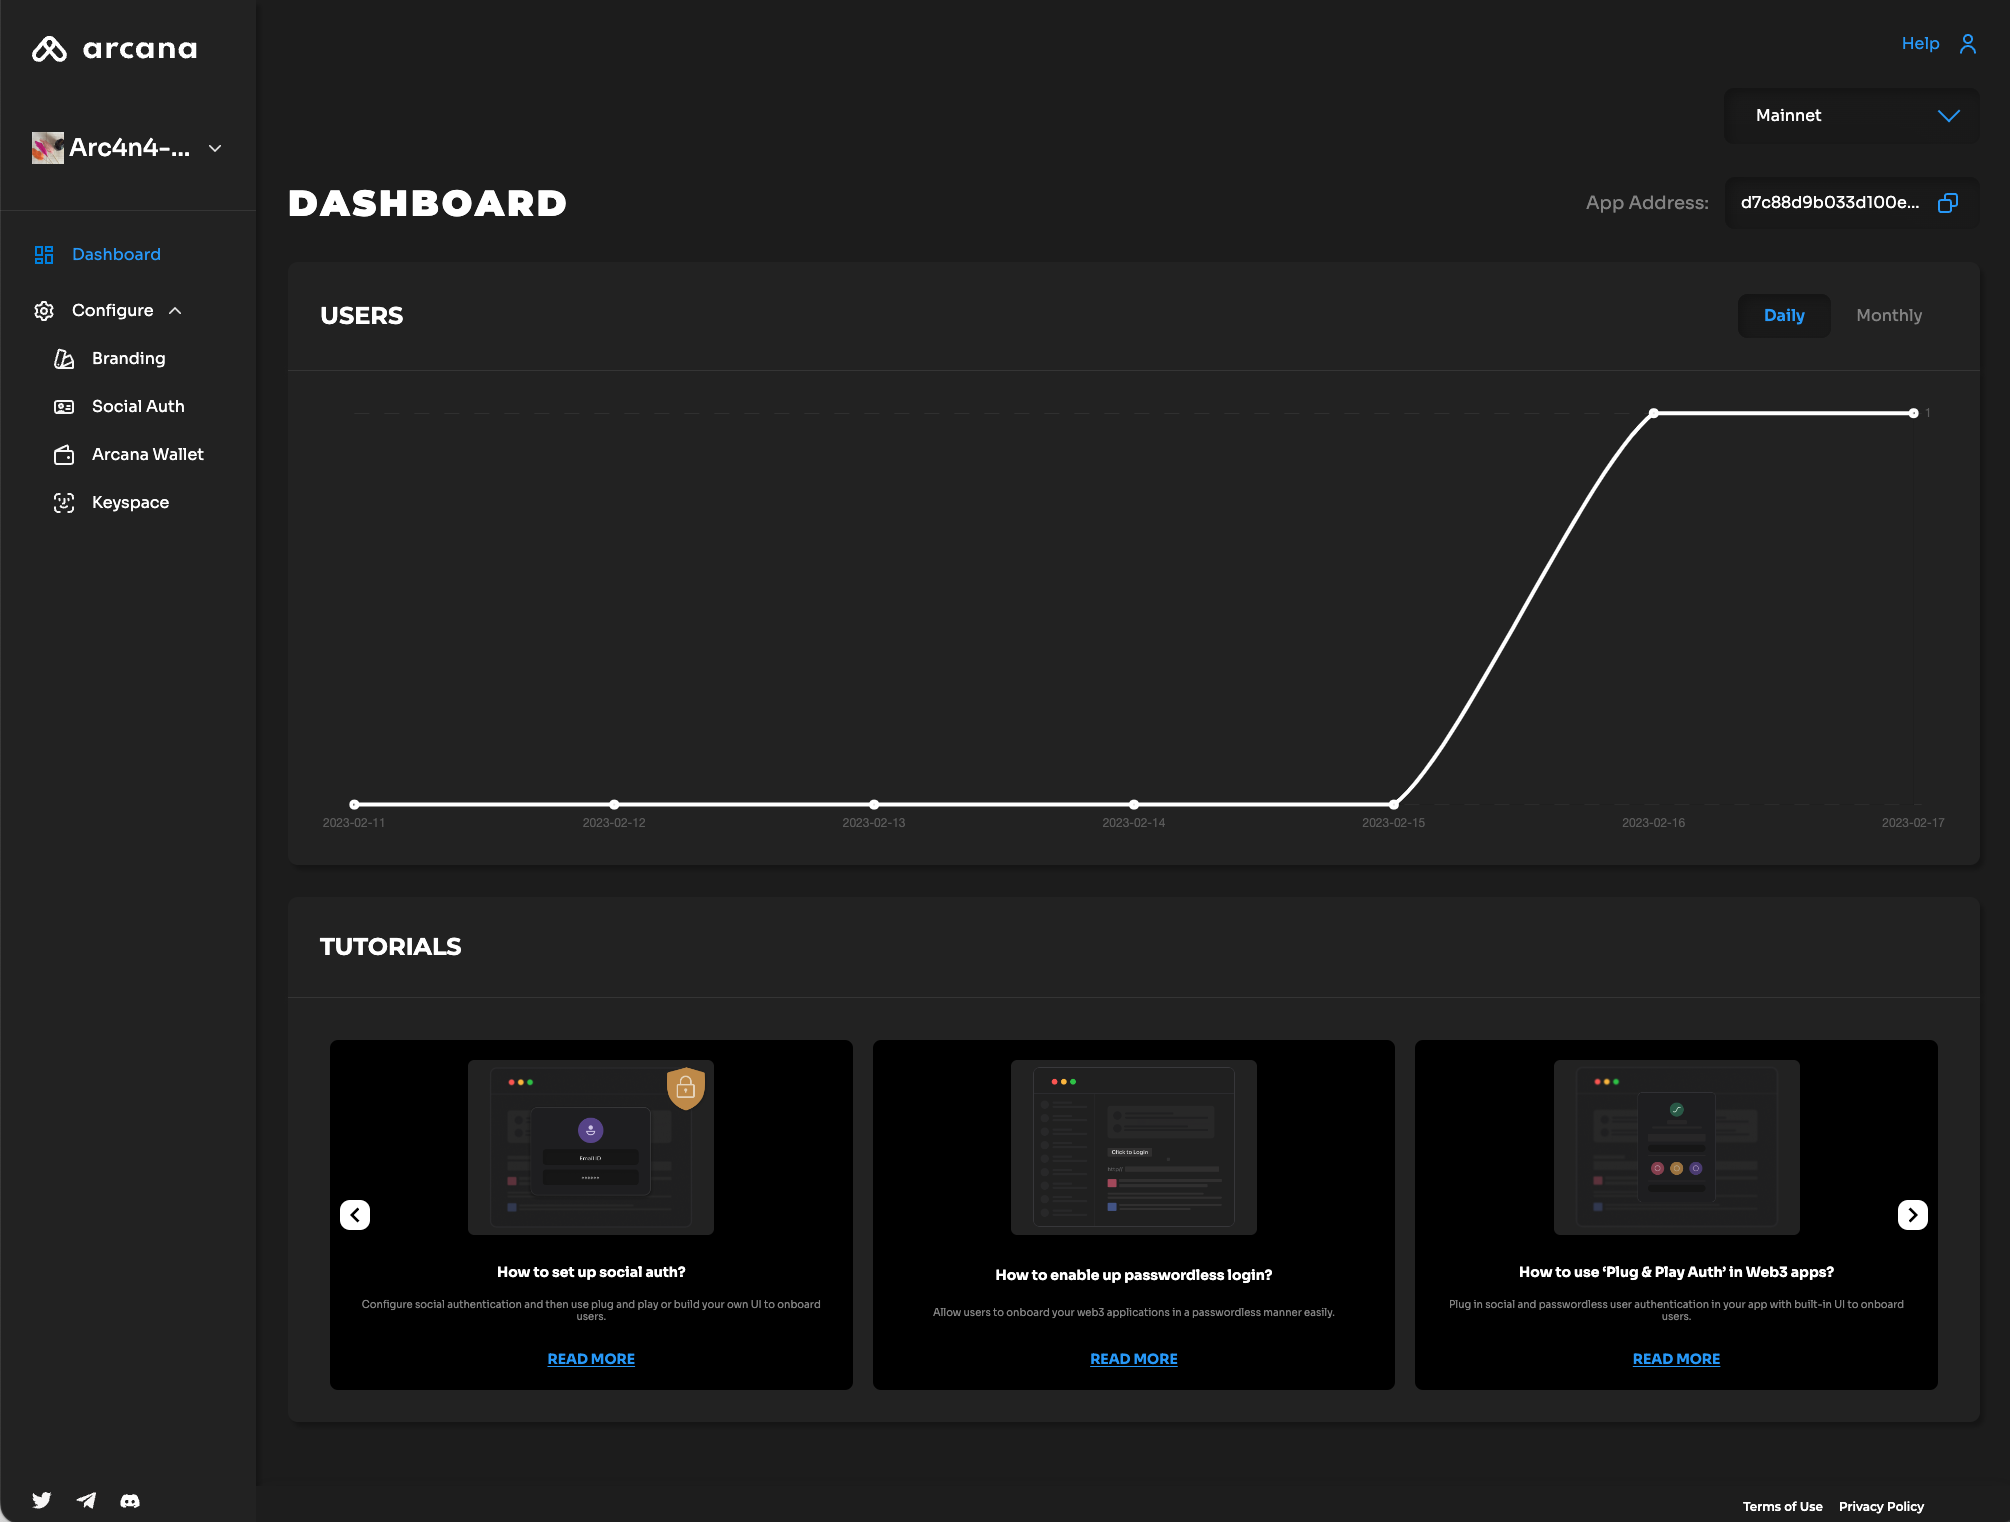 arcana
Help
Mainnet
Arc4n4-...
DASHBOARD
App Address:
d7c88d9b033d100e...
Dashboard
Configure
Branding
Social Auth
Arcana Wallet
Keyspace
USERS
Daily
Monthly
1
2023-02-11
2023-02-12
2023-02-13
2023-02-14
2023-02-15
2023-02-16
2023-02-17
TUTORIALS
Email ID
******
How to set up social auth?
Configure social authentication and then use plug and play or build your own UI to onboard
users.
READ MORE
Click to Login
How to enable up passwordless login?
Allow users to onboard your web3 applications in a passwordless manner easily.
READ MORE
How to use ‘Plug & Play Auth’ in Web3 apps?
Plug in social and passwordless user authentication in your app with built-in UI to onboard
users.
READ MORE
Terms of Use
Privacy Policy